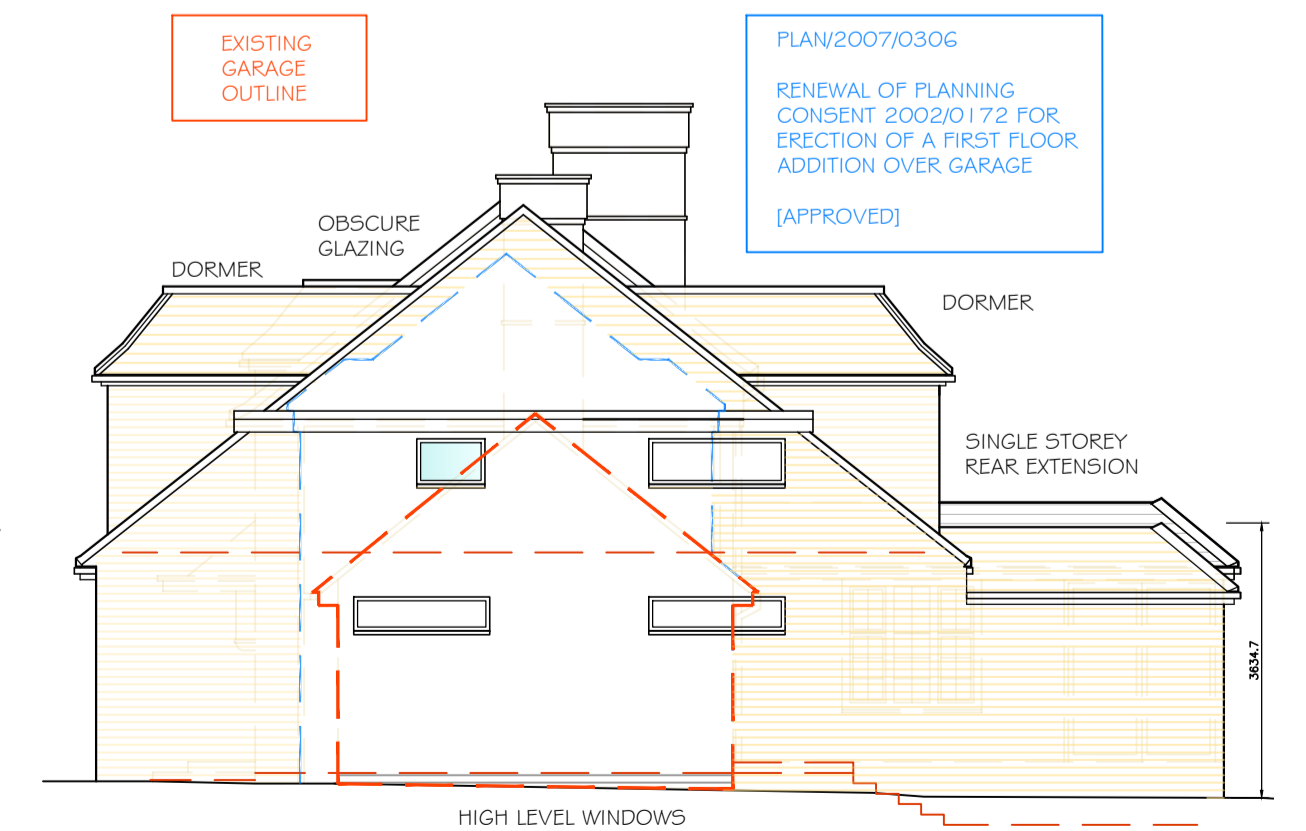 EXISTING
GARAGE
OUTLINE
PLAN/2007/0306
RENEWAL OF PLANNING
CONSENT 2002/0172 FOR
ERECTION OF A FIRST FLOOR
ADDITION OVER GARAGE
[APPROVED]
OBSCURE
GLAZING
DORMER
DORMER
SINGLE STOREY
REAR EXTENSION
3634.7
HIGH LEVEL WINDOWS